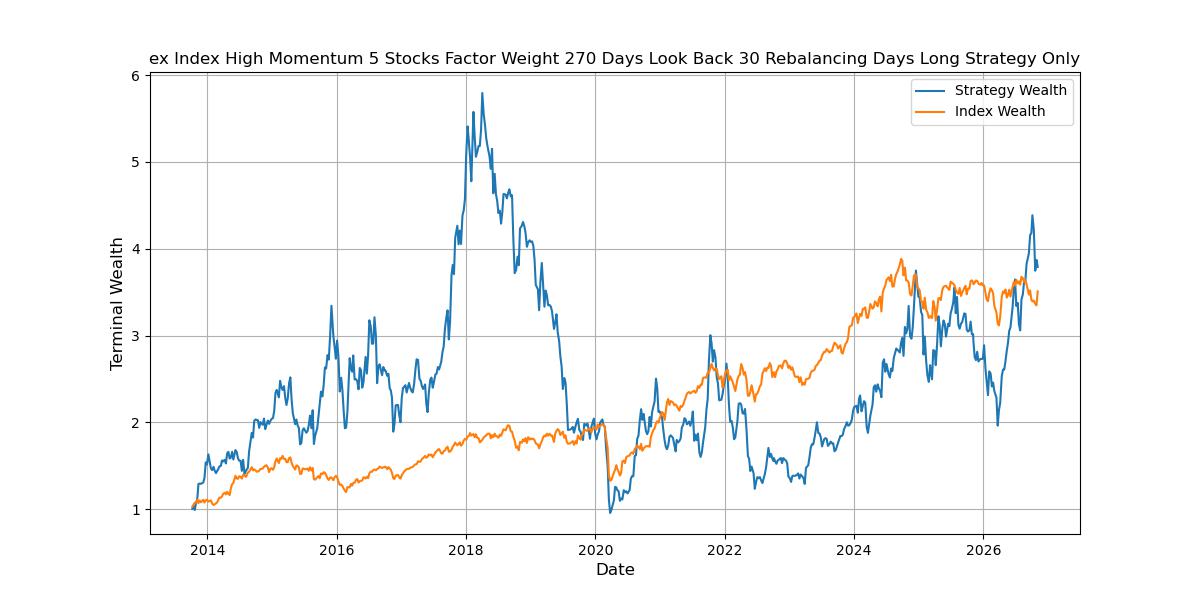 ex Index High Momentum 5 Stocks Factor Weight 270 Days Look Back 30 Rebalancing Days Long Strategy Only
Strategy Wealth
Index Wealth
6
5
4
3
2
1
Terminal Wealth
2014 2016 2018 2020 2022 2024 2026
Date